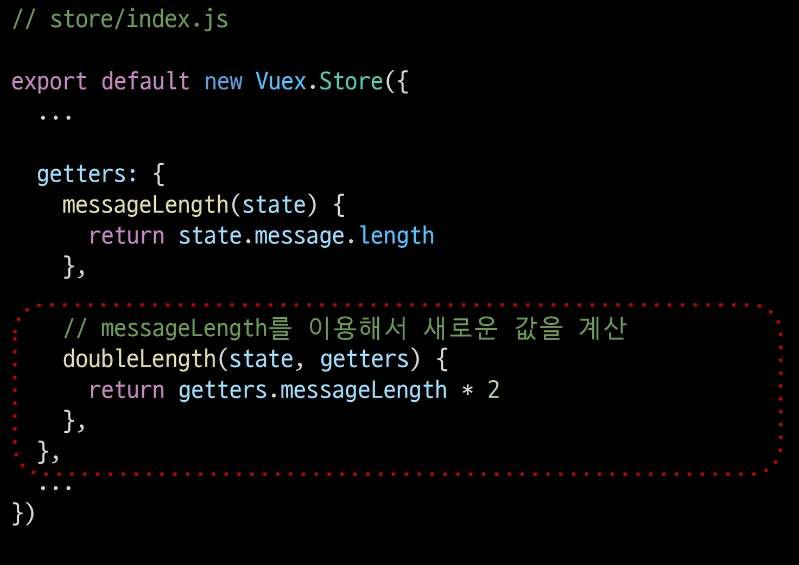 // store/index.js
export default new Vuex.Store({
...
getters: {
messageLength(state) {
return state.message.length
},
// messageLength를 이용해서 새로운 값을 계산
doubleLength(state, getters) {
return getters.messageLength * 2
},
},
...
})